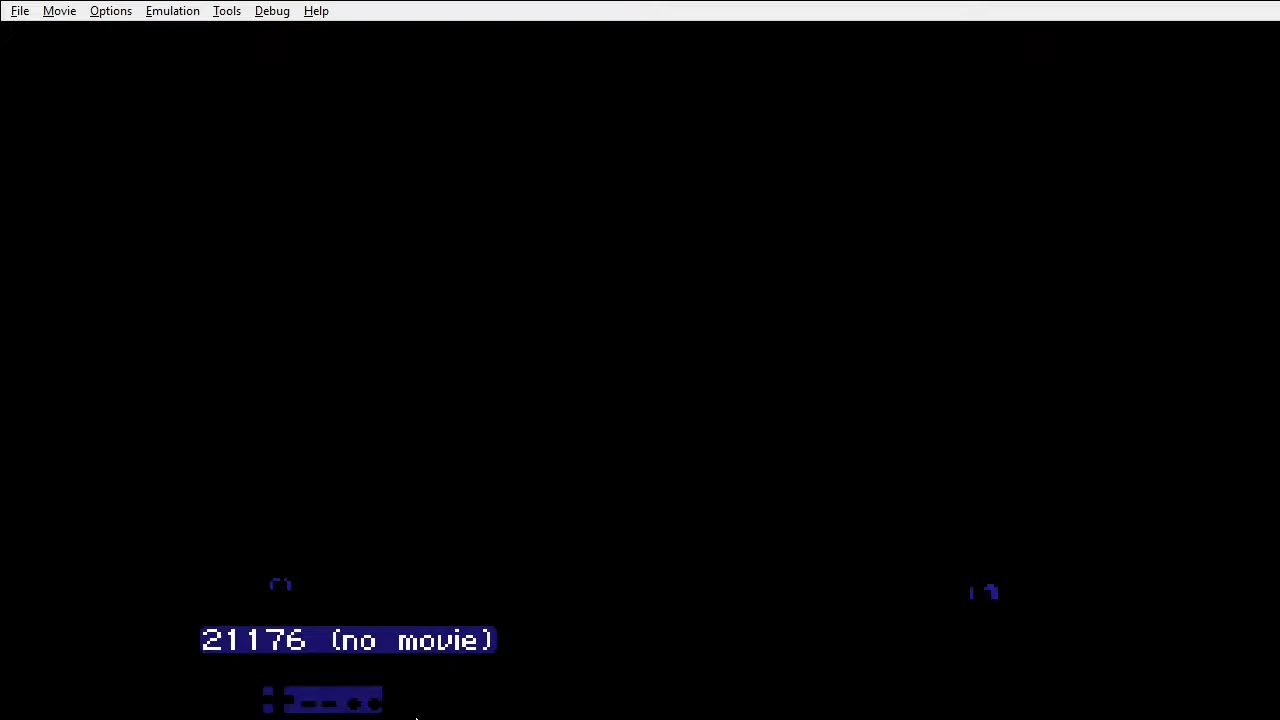 File Movie Options Emulation Tools Debug Help
21176 (no movie)